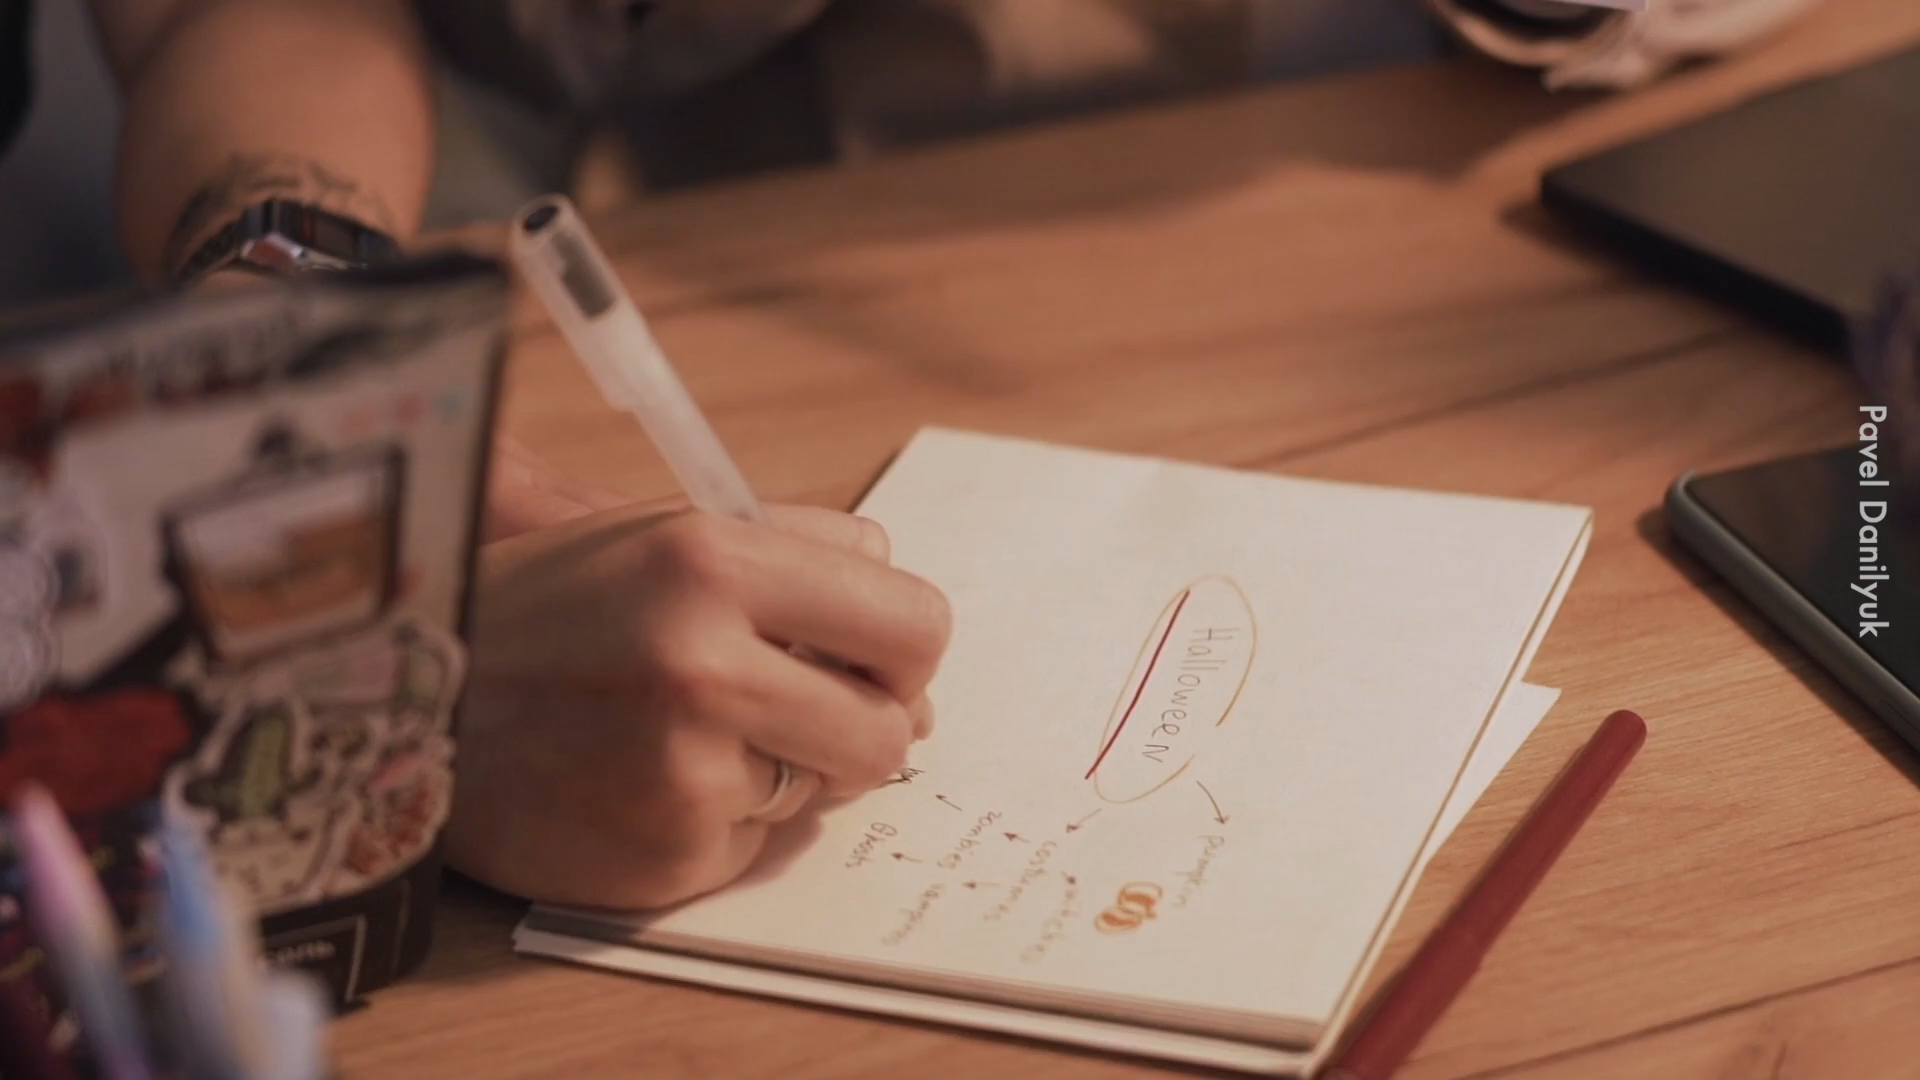 Halloween
pumpkin
witches
costumes
zombies
vampires
Ghosts
Pavel Danilyuk